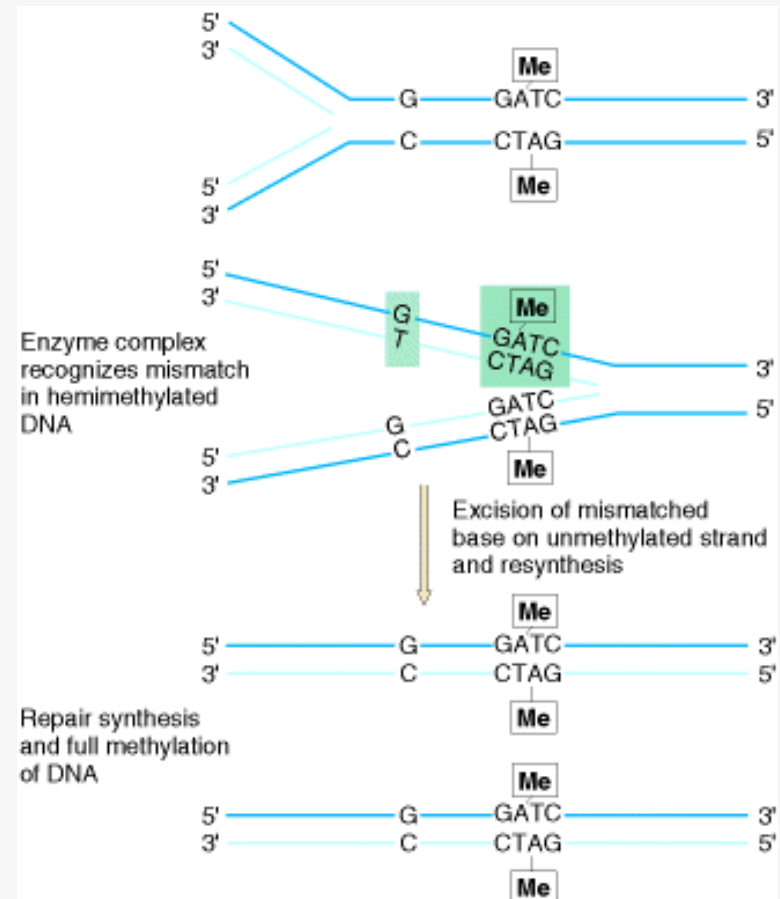 5'
3'
Me
G GATC 3'
C CTAG 5'
Me
5'
3'
5'
3'
G
T
Me
GATC
CTAG
3'
Enzyme complex
recognizes mismatch
in hemimethylated
DNA
G
C
GATC
CTAG
5'
Me
5'
3'
Excision of mismatched
base on unmethylated strand
and resynthesis
Me
5' G GATC 3'
3' C CTAG 5'
Me
Repair synthesis
and full methylation
of DNA
Me
5' G GATC 3'
3' C CTAG 5'
Me